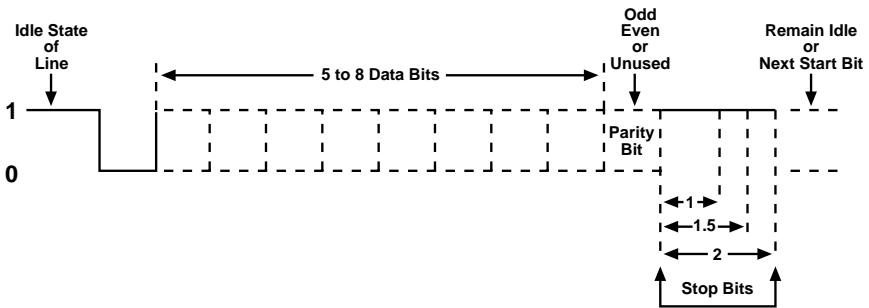 Idle State
of
Line
5 to 8 Data Bits
Odd
Even
or
Unused
Remain Idle
or
Next Start Bit
1
0
Parity
Bit
1
1.5
2
Stop Bits